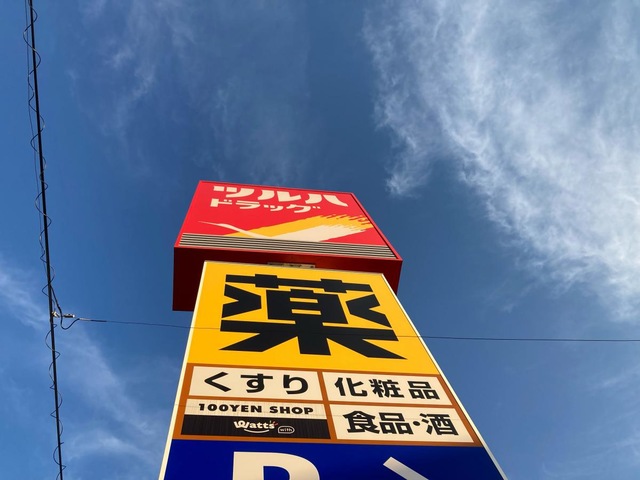 ツルハ
ドラッグ
薬
くすり
化粧品
100YEN SHOP
Watts with
食品・酒
P